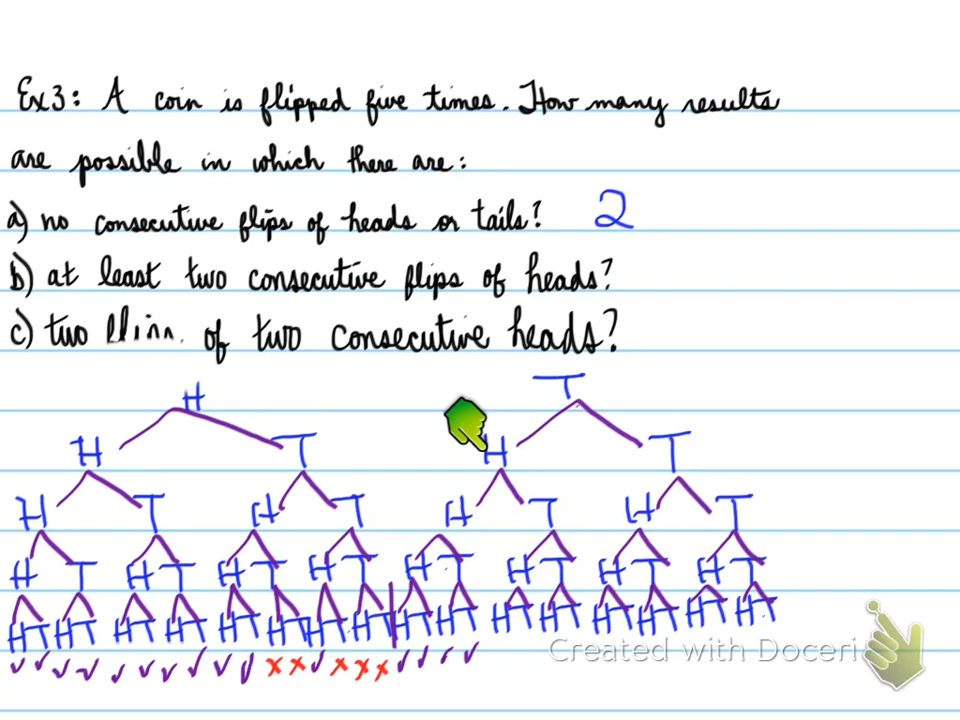 Ex3: A coin is flipped five times. How many results
are possible in which there are:
a) no consecutive flips of heads or tails? 2
b) at least two consecutive flips of heads?
c) two of two consecutive heads?
H T
H T H T
H T H T H T H T
H T H T H T H T H T H T H T H T
HT HT HT HT HT HT HT HT HT HT HT HT HT HT HT HT
✓ ✓ ✓ ✓ ✓ ✓ ✓ ✓ ✓ ✓ x x ✓ x x x ✓ ✓ ✓ ✓
Created with Doceri